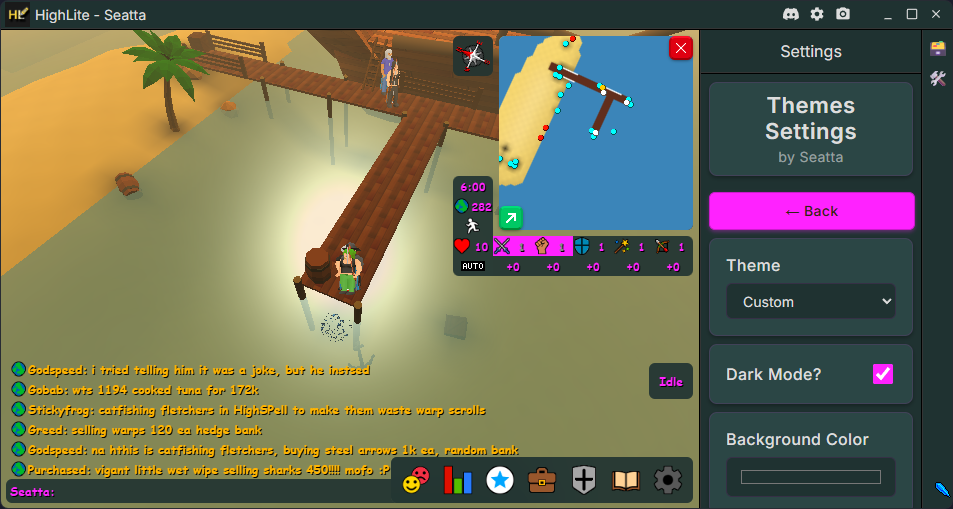 HL HighLite - Seatta
Settings
Themes
Settings
by Seatta
← Back
Theme
Custom
Dark Mode?
Background Color
6:00
282
10 1 1 1 1 1
AUTO +0 +0 +0 +0 +0
Idle
Godspeed: i tried telling him it was a joke, but he instsed
Gobab: wts 1194 cooked tuna for 172k
Stickyfrog: catfishing fletchers in HighSPell to make them waste warp scrolls
Greed: selling warps 120 ea hedge bank
Godspeed: na hthis is catfishing fletchers, buying steel arrows 1k ea, random bank
Purchased: vigant little wet wipe selling sharks 450!!!! mofo :P
Seatta: